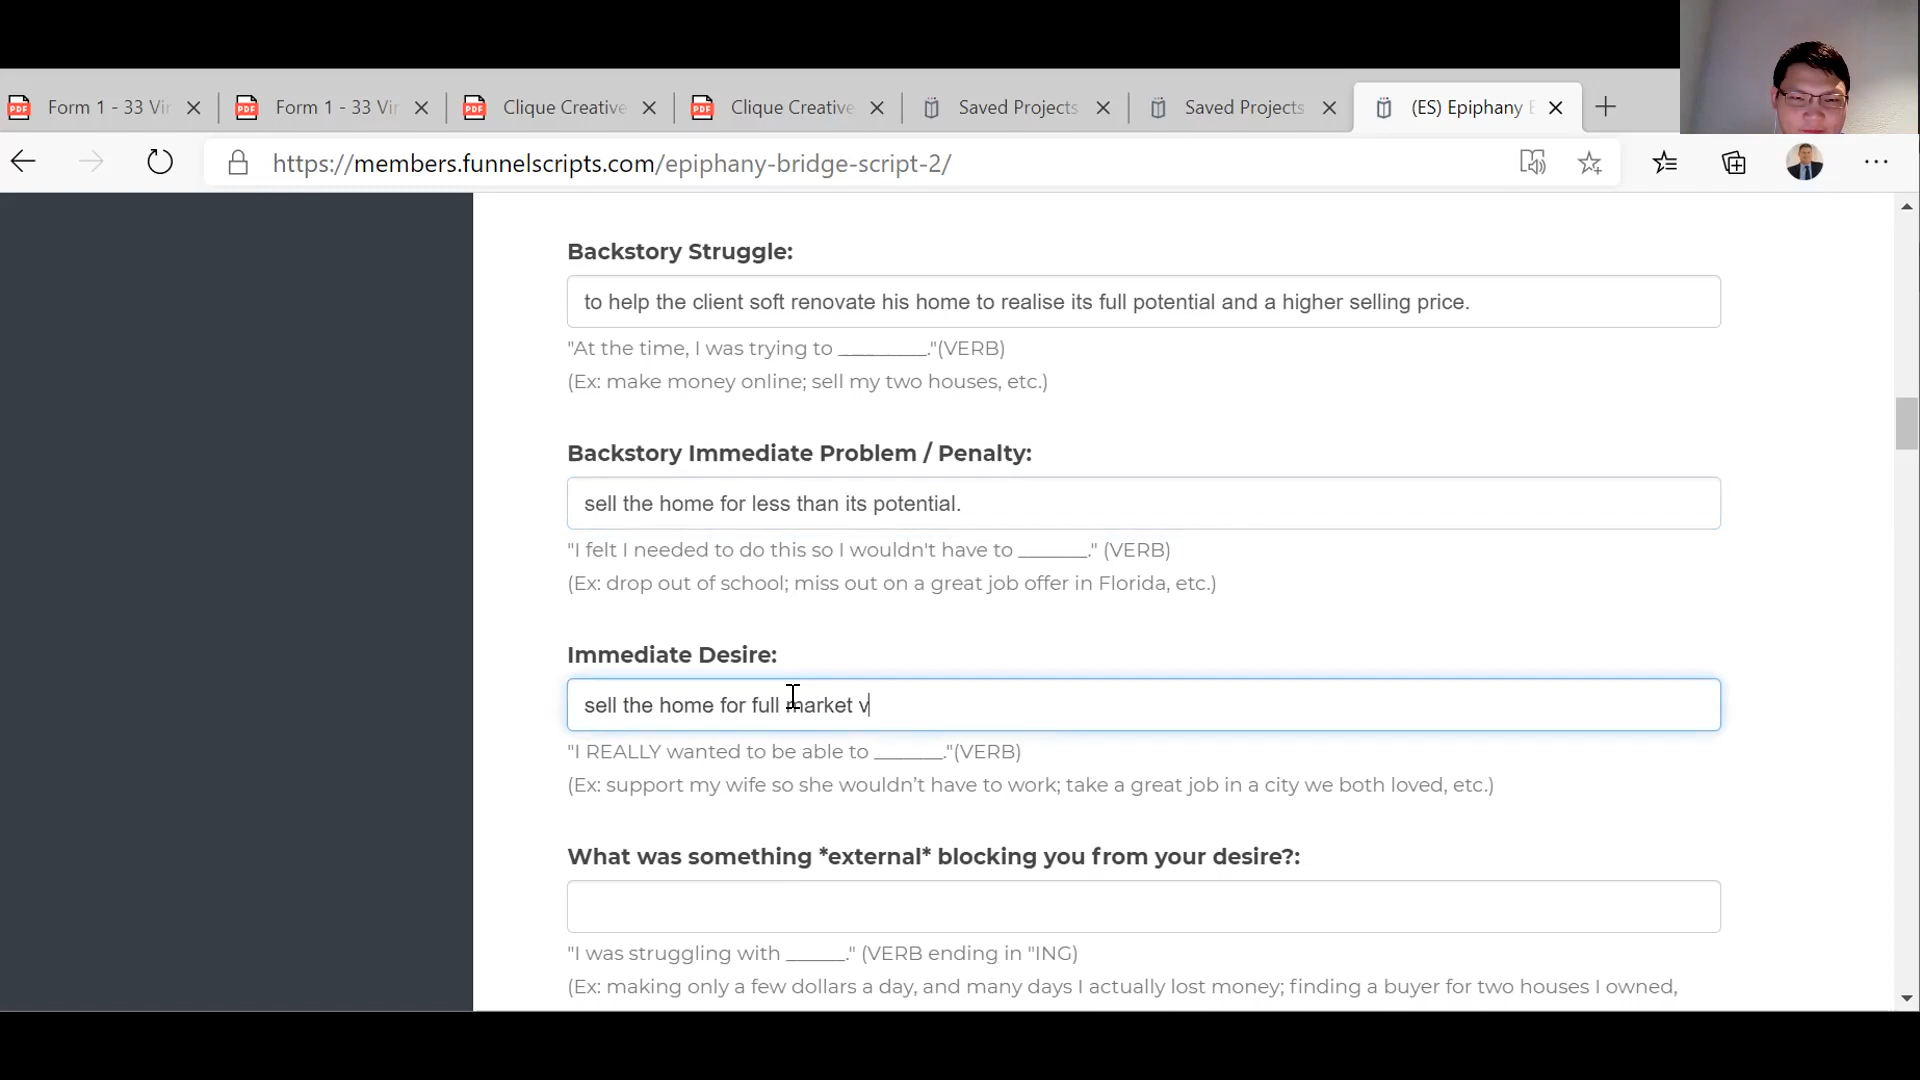 Form 1 - 33 Vir
Form 1 - 33 Vir
Clique Creative
Clique Creative
Saved Projects
Saved Projects
(ES) Epiphany E
https://members.funnelscripts.com/epiphany-bridge-script-2/
Backstory Struggle:
to help the client soft renovate his home to realise its full potential and a higher selling price.
"At the time, I was trying to _________."(VERB)
(Ex: make money online; sell my two houses, etc.)
Backstory Immediate Problem / Penalty:
sell the home for less than its potential.
"I felt I needed to do this so I wouldn't have to _______." (VERB)
(Ex: drop out of school; miss out on a great job offer in Florida, etc.)
Immediate Desire:
sell the home for full market v
"I REALLY wanted to be able to _______."(VERB)
(Ex: support my wife so she wouldn’t have to work; take a great job in a city we both loved, etc.)
What was something *external* blocking you from your desire?:
"I was struggling with ______." (VERB ending in "ING)
(Ex: making only a few dollars a day, and many days I actually lost money; finding a buyer for two houses I owned,